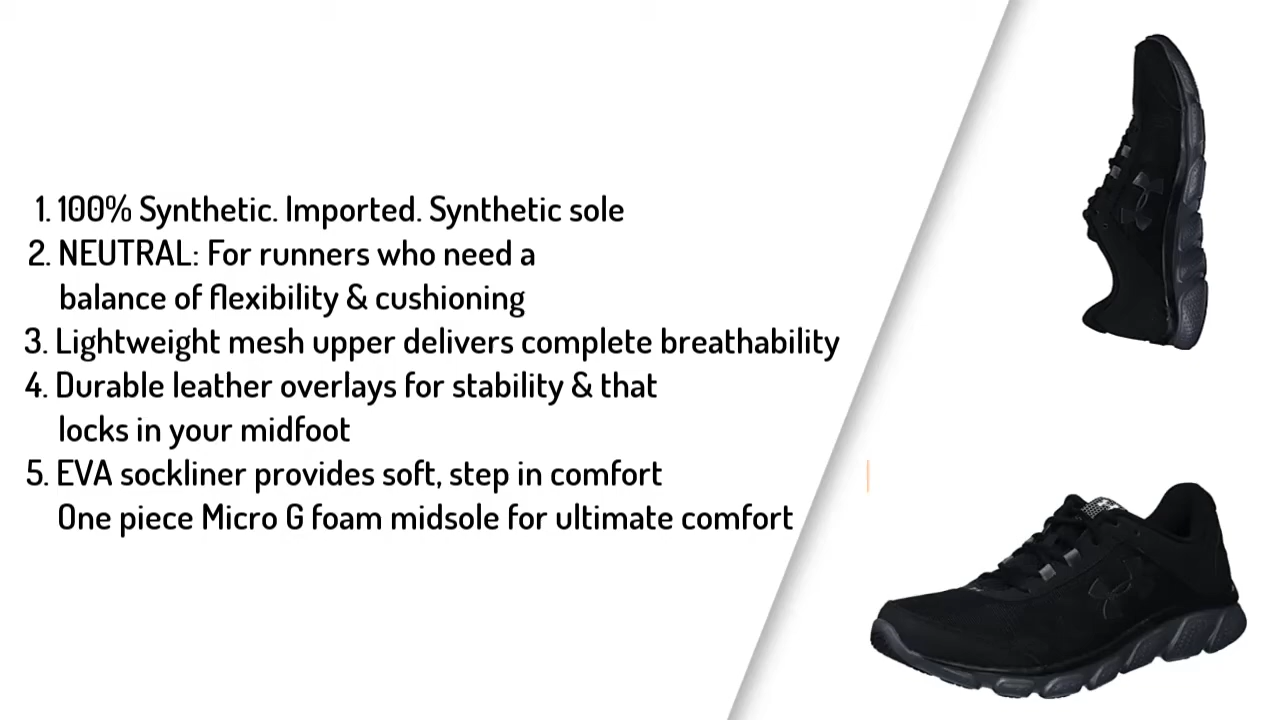 1. 100% Synthetic. Imported. Synthetic sole
2. NEUTRAL: For runners who need a
balance of flexibility & cushioning
3. Lightweight mesh upper delivers complete breathability
4. Durable leather overlays for stability & that
locks in your midfoot
5. EVA sockliner provides soft, step in comfort
One piece Micro G foam midsole for ultimate comfort